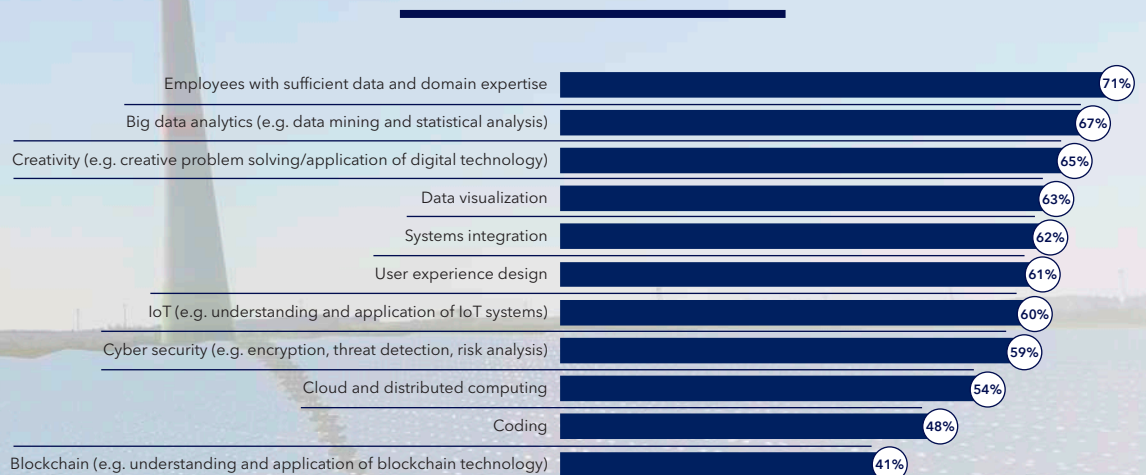 Employees with sufficient data and domain expertise 71%
Big data analytics (e.g. data mining and statistical analysis) 67%
Creativity (e.g. creative problem solving/application of digital technology) 65%
Data visualization 63%
Systems integration 62%
User experience design 61%
IoT (e.g. understanding and application of IoT systems) 60%
Cyber security (e.g. encryption, threat detection, risk analysis) 59%
Cloud and distributed computing 54%
Coding 48%
Blockchain (e.g. understanding and application of blockchain technology) 41%